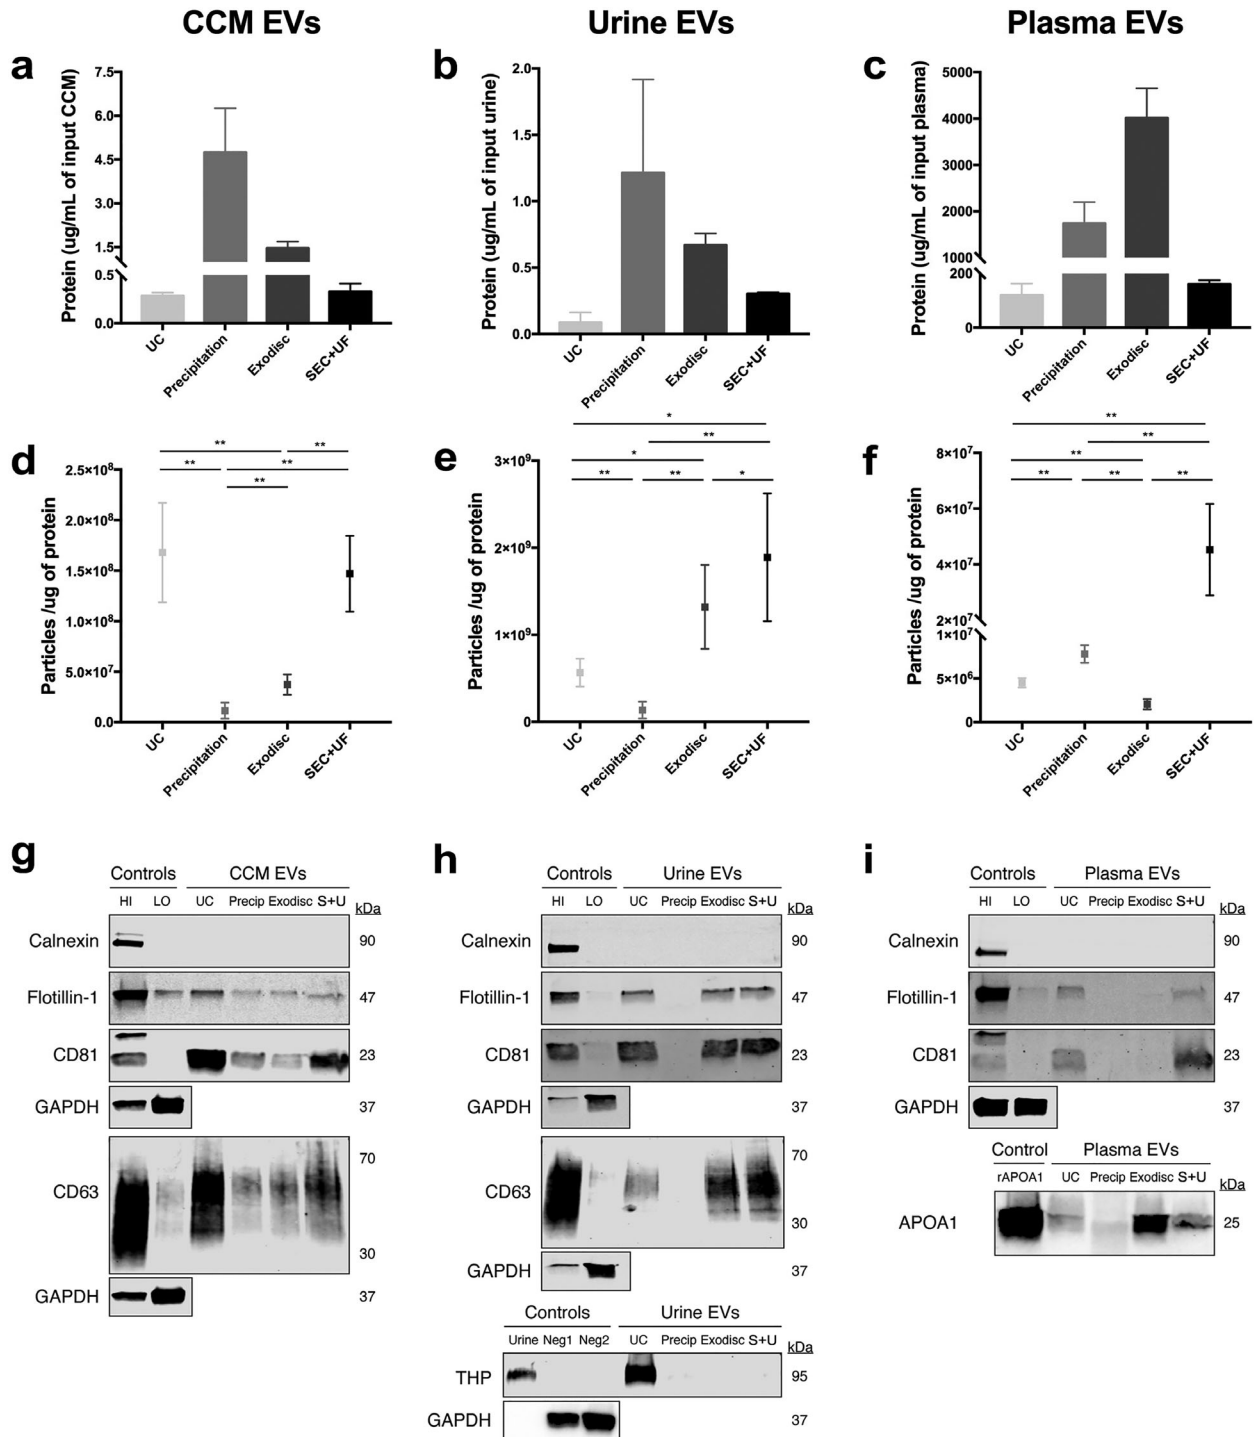 CCM EVs
Urine EVs
Plasma EVs
a
Protein (ug/mL of input CCM)
7.5
6.0
4.5
3.0
1.5
0.5
0.0
UC
Precipitation
Exodisc
SEC+UF
b
Protein (ug/mL of input urine)
2.0
1.5
1.0
0.5
0.0
UC
Precipitation
Exodisc
SEC+UF
c
Protein (ug/mL of input plasma)
5000
4000
3000
2000
1000
200
0
UC
Precipitation
Exodisc
SEC+UF
d
Particles /ug of protein
** **
** **
**
2.5×10⁸
2.0×10⁸
1.5×10⁸
1.0×10⁸
5.0×10⁷
0.0
UC
Precipitation
Exodisc
SEC+UF
e
Particles /ug of protein
*
**
*
** ** *
3×10⁹
2×10⁹
1×10⁹
0
UC
Precipitation
Exodisc
SEC+UF
f
Particles /ug of protein
**
**
**
** ** **
8×10⁷
6×10⁷
4×10⁷
2×10⁷
1×10⁷
5×10⁶
0
UC
Precipitation
Exodisc
SEC+UF
g
Controls CCM EVs
HI LO UC Precip Exodisc S+U kDa
Calnexin 90
Flotillin-1 47
CD81 23
GAPDH 37
CD63 70
30
GAPDH 37
h
Controls Urine EVs
HI LO UC Precip Exodisc S+U kDa
Calnexin 90
Flotillin-1 47
CD81 23
GAPDH 37
CD63 70
30
GAPDH 37
Controls Urine EVs
Urine Neg1 Neg2 UC Precip Exodisc S+U kDa
THP 95
GAPDH 37
i
Controls Plasma EVs
HI LO UC Precip Exodisc S+U kDa
Calnexin 90
Flotillin-1 47
CD81 23
GAPDH 37
Control Plasma EVs
rAPOA1 UC Precip Exodisc S+U kDa
APOA1 25